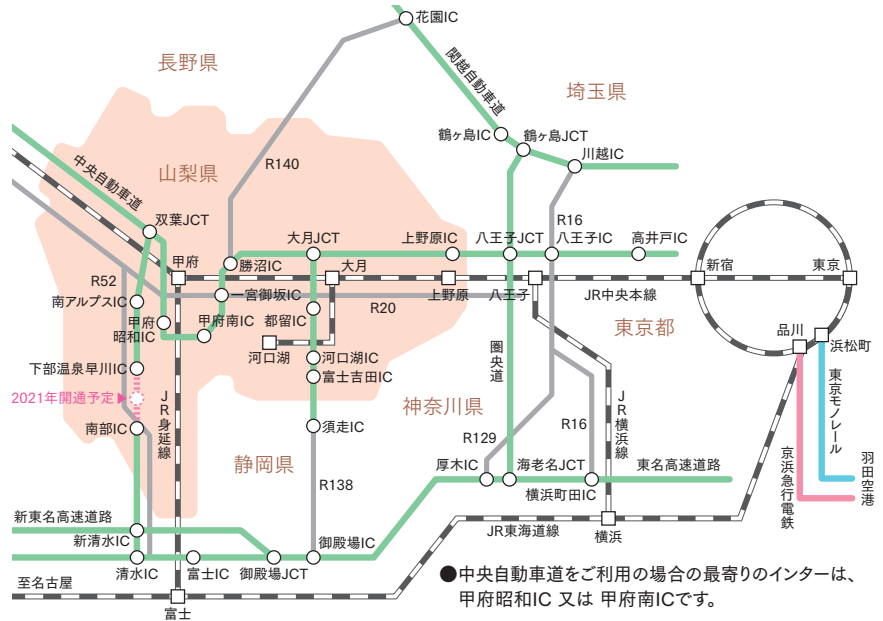 花園IC
長野県
関越自動車道
埼玉県
鶴ヶ島IC
鶴ヶ島JCT
川越IC
中央自動車道
山梨県
R140
双葉JCT
大月JCT
上野原IC
八王子JCT
八王子IC
R16
高井戸IC
R52
甲府
勝沼IC
大月
上野原
八王子
JR中央本線
新宿
東京
南アルプスIC
甲府
昭和IC
甲府南IC
一宮御坂IC
都留IC
R20
東京都
河口湖
河口湖IC
富士吉田IC
圏央道
品川
浜松町
下部温泉早川IC
2021年開通予定▶
JR身延線
南部IC
須走IC
神奈川県
R129
R16
JR横浜線
東京モノレール
京浜急行電鉄
羽田空港
静岡県
R138
厚木IC
海老名JCT
横浜町田IC
東名高速道路
新東名高速道路
新清水IC
清水IC
富士IC
御殿場JCT
御殿場IC
JR東海道線
横浜
至名古屋
富士
●中央自動車道をご利用の場合の最寄りのインターは、
甲府昭和IC 又は 甲府南ICです。